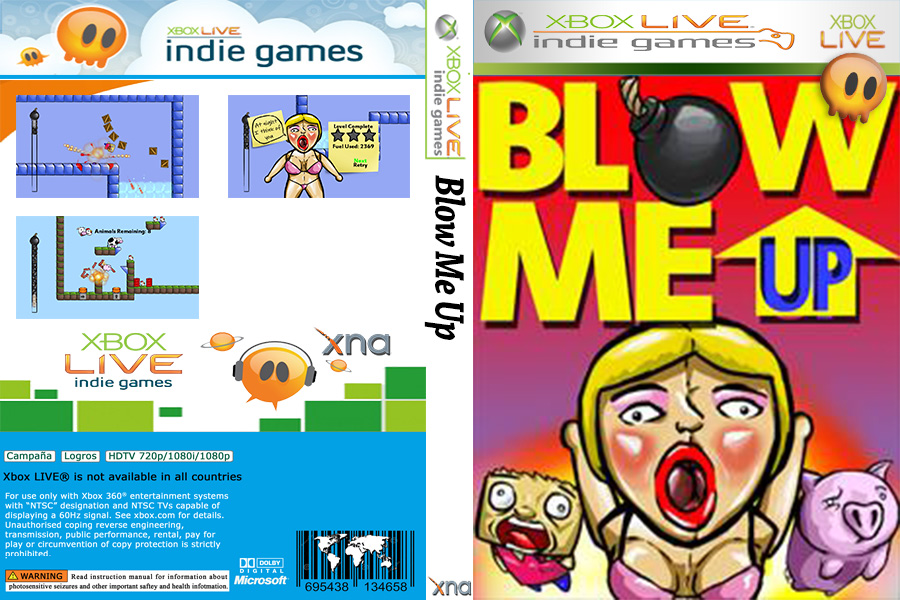 XBOX LIVE
indie games
At night
I think of
you
Level Complete
Fuel Used: 2369
Next
Retry
Animals Remaining: 8
XBOX
LIVE
indie games
xna
Campaña Logros HDTV 720p/1080i/1080p
Xbox LIVE® is not available in all countries
For use only with Xbox 360® entertainment systems
with “NTSC” designation and NTSC TVs capable of
displaying a 60Hz signal. See xbox.com for details.
Unauthorised coping reverse engineering,
transmission, public performance, rental, pay for
play or circumvention of copy protection is strictly
prohibited.
WARNING Read instruction manual for information about
photosensitive seizures and other important saftey and health infotmation.
DOLBY
DIGITAL
Microsoft
695438 134658
XBOX LIVE
indie games
Blow Me Up
xna
XBOX LIVE
indie games
XBOX
LIVE
BLOW
ME UP